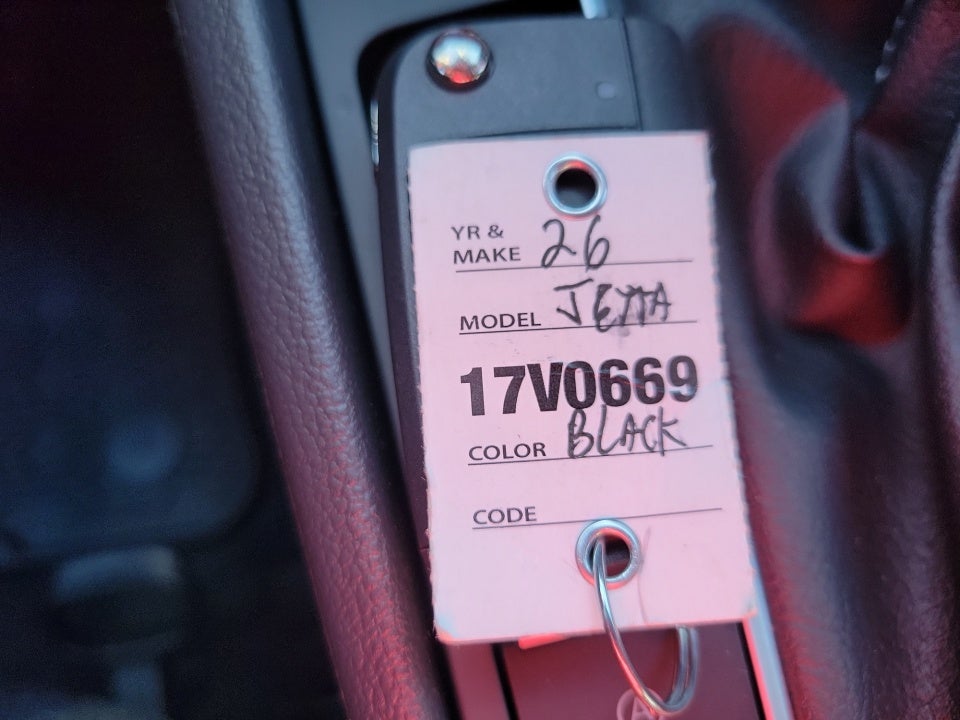 YR &
MAKE 26
MODEL JETTA
17V0669
COLOR BLACK
CODE
A